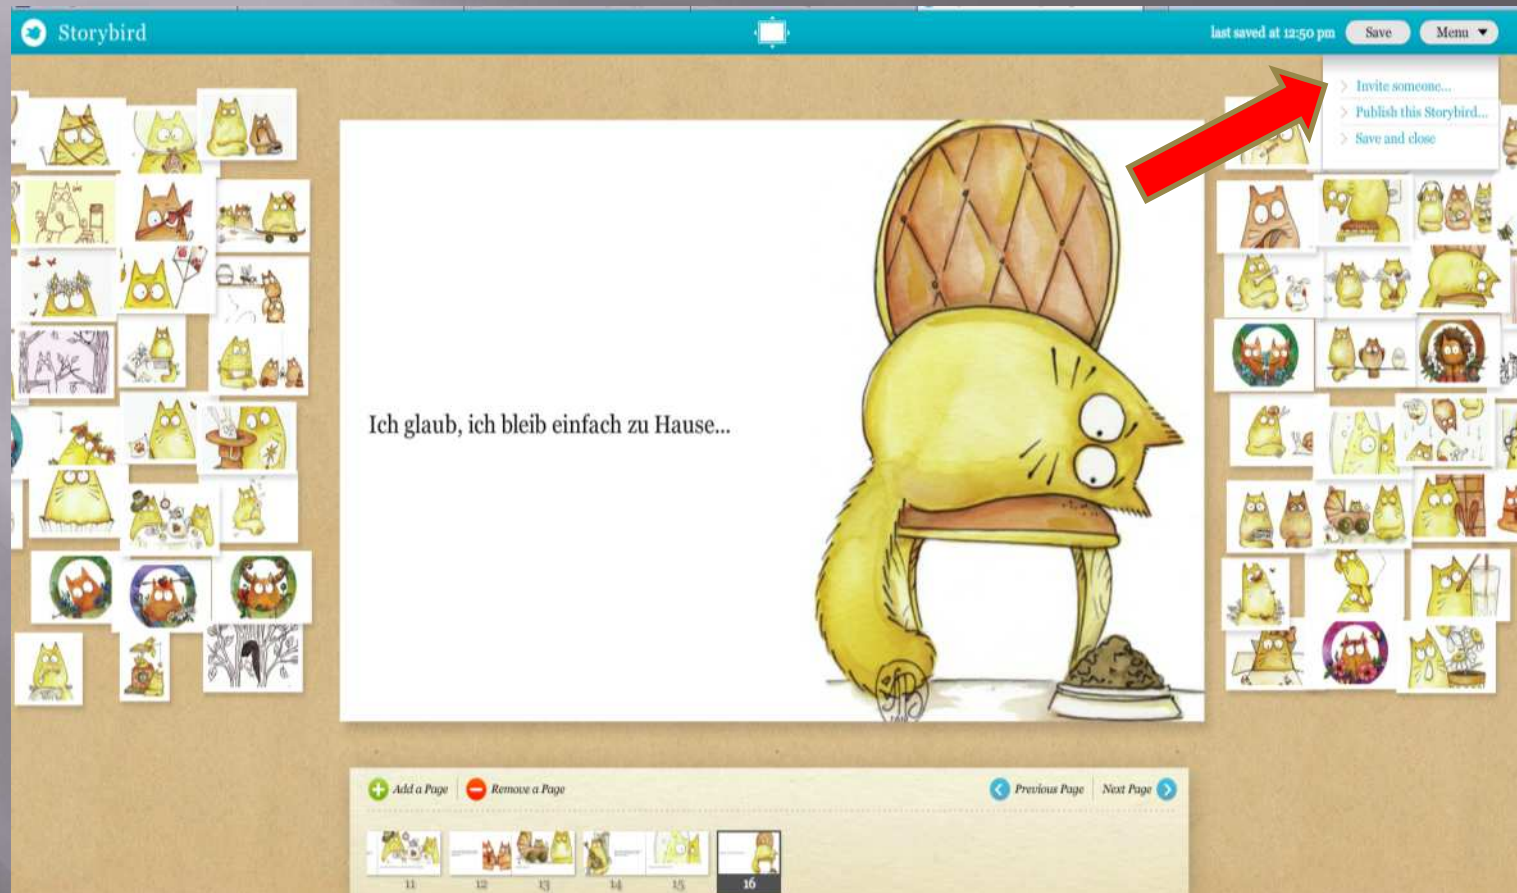 Storybird
last saved at 12:50 pm
Save
Menu
Invite someone...
Publish this Storybird...
Save and close
Ich glaub, ich bleib einfach zu Hause...
Add a Page
Remove a Page
Previous Page
Next Page
11
12
13
14
15
16